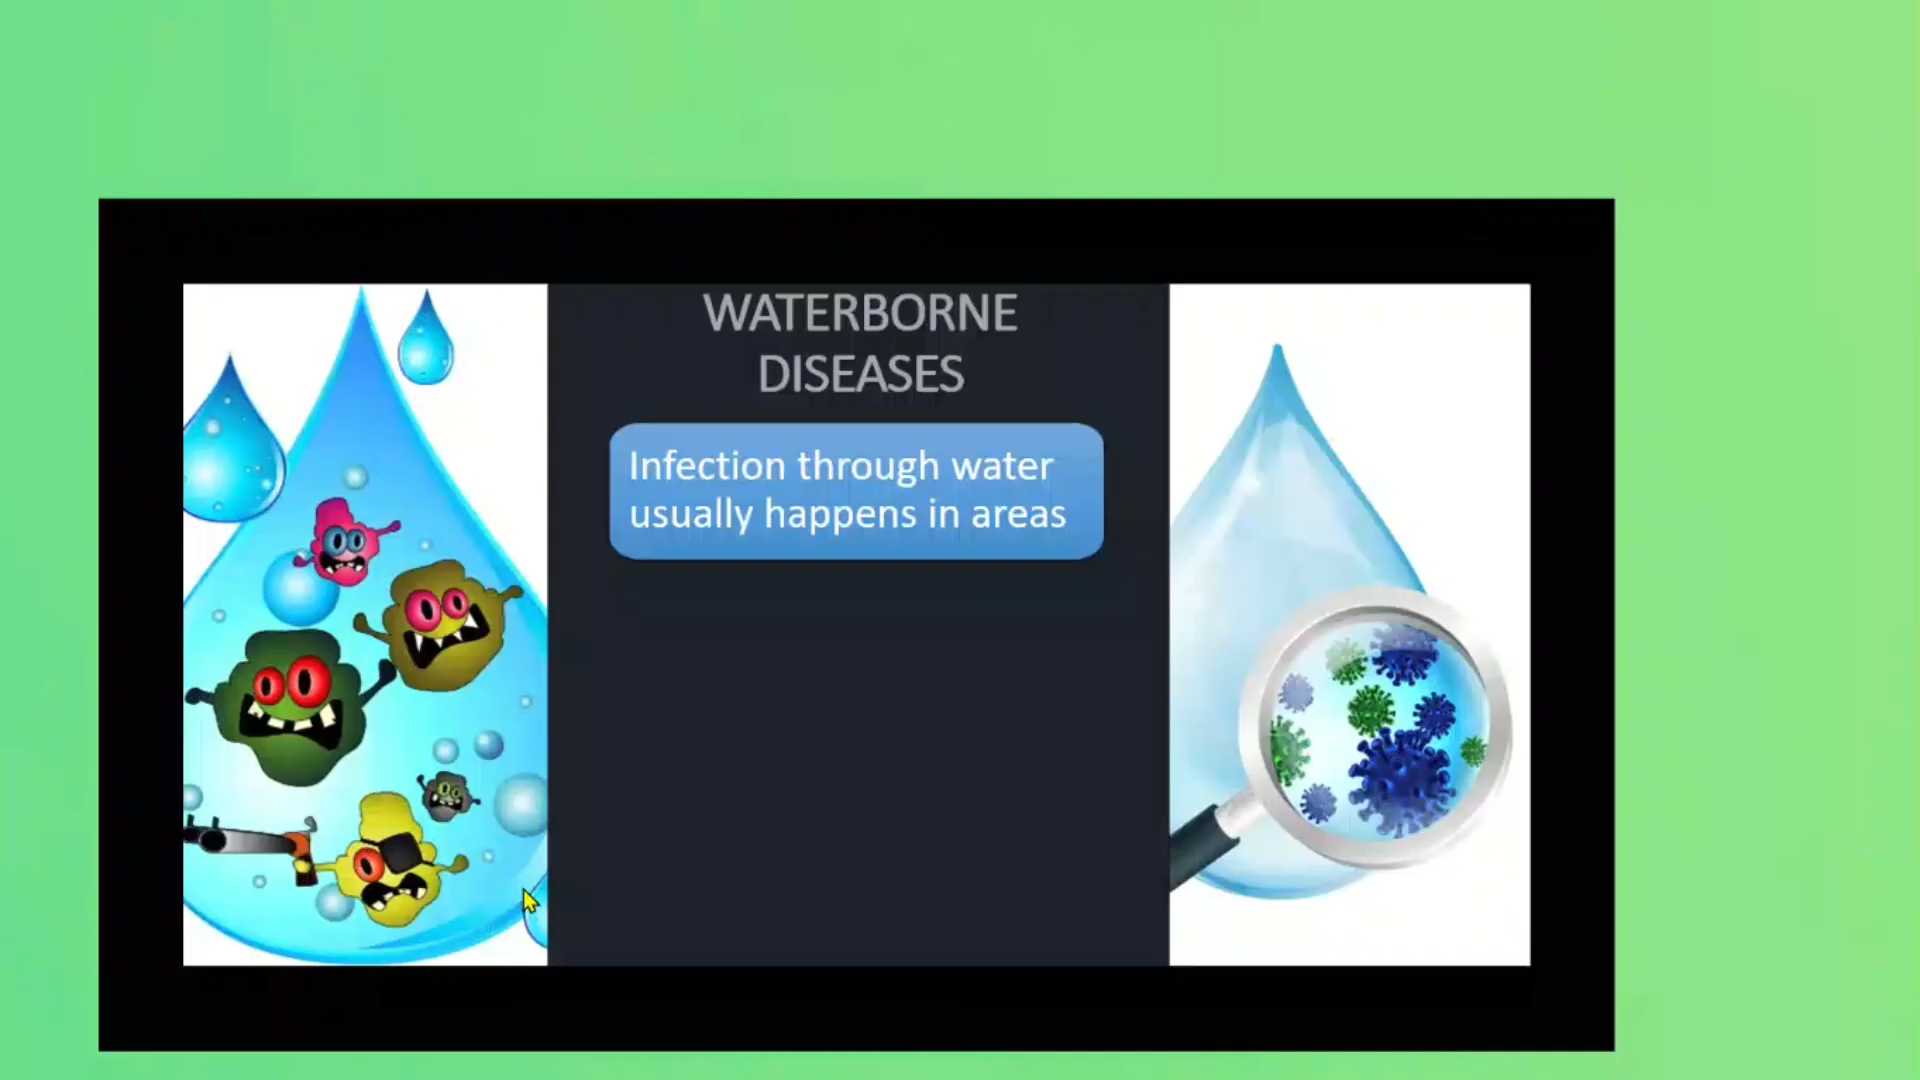 WATERBORNE
DISEASES
Infection through water
usually happens in areas